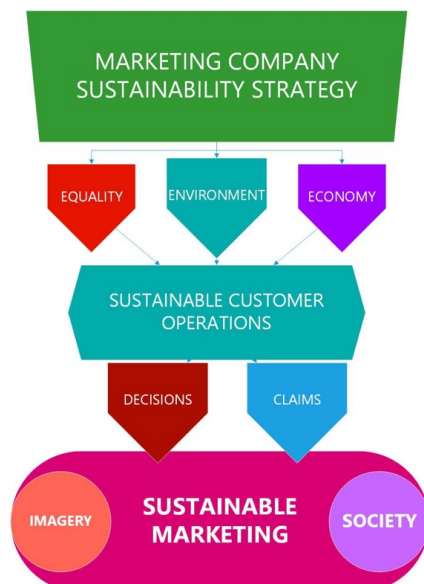 MARKETING COMPANY
SUSTAINABILITY STRATEGY
EQUALITY
ENVIRONMENT
ECONOMY
SUSTAINABLE CUSTOMER
OPERATIONS
DECISIONS
CLAIMS
IMAGERY
SUSTAINABLE
MARKETING
SOCIETY